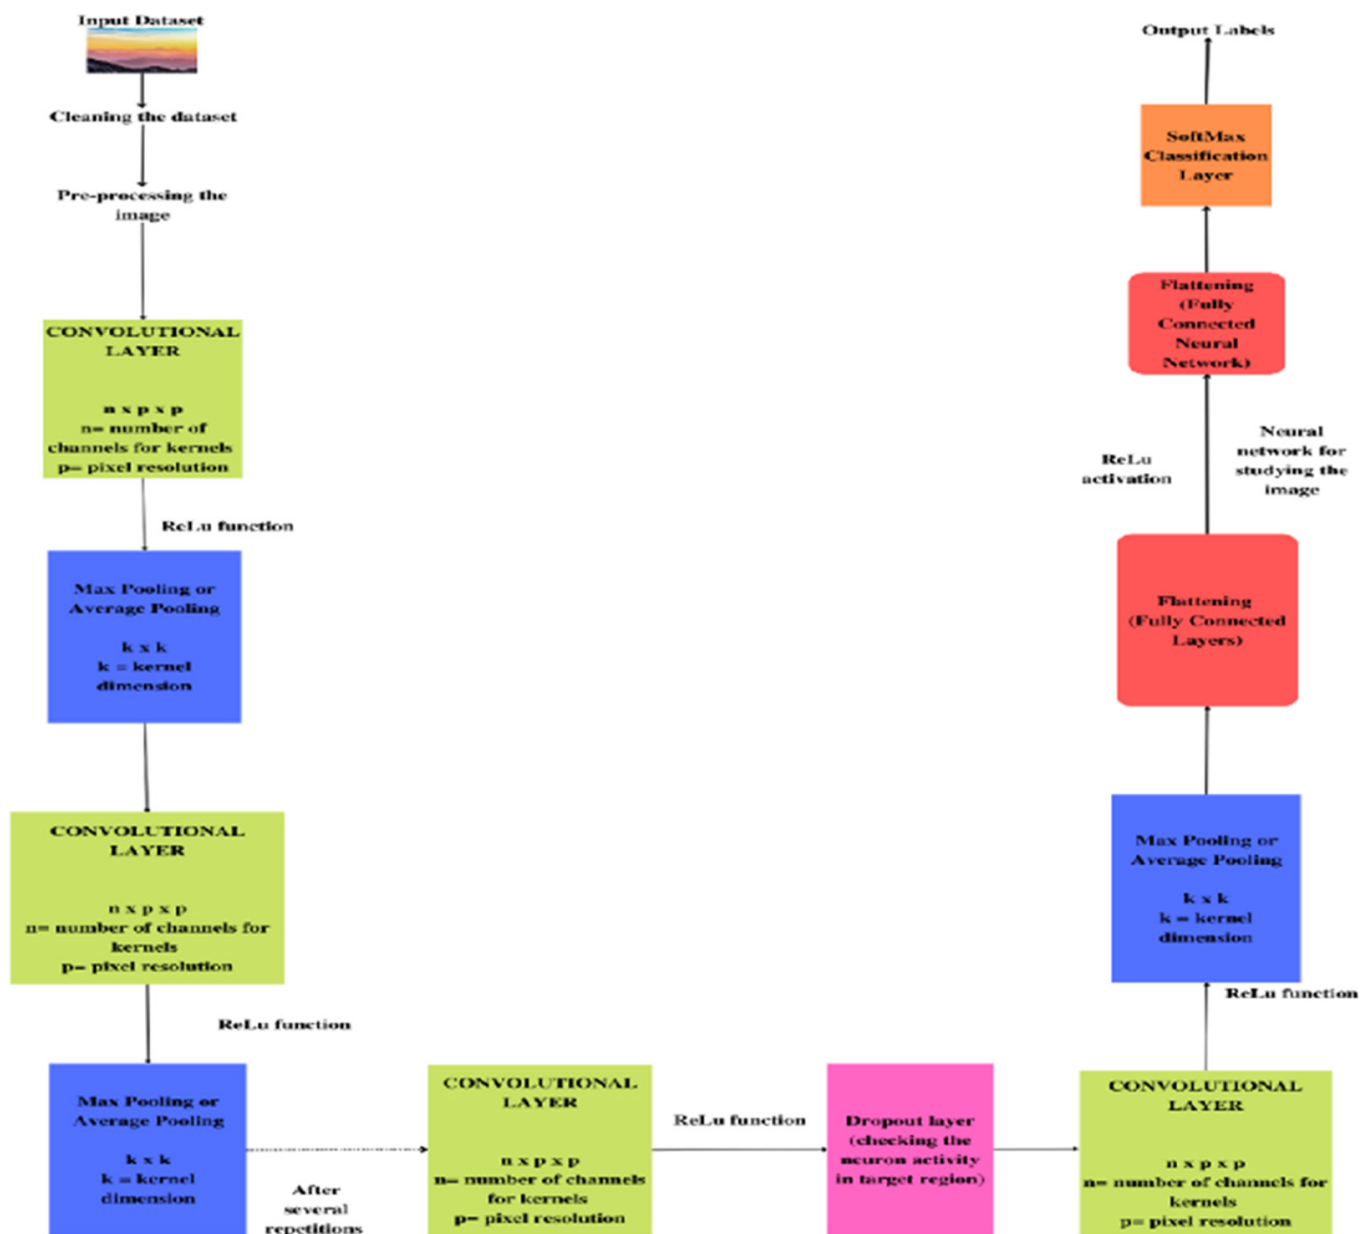 Input Dataset
Cleaning the dataset
Pre-processing the
image
CONVOLUTIONAL
LAYER
n x p x p
n= number of
channels for kernels
p= pixel resolution
ReLu function
Max Pooling or
Average Pooling
k x k
k = kernel
dimension
CONVOLUTIONAL
LAYER
n x p x p
n= number of channels for
kernels
p= pixel resolution
ReLu function
Max Pooling or
Average Pooling
k x k
k = kernel
dimension
After
several
repetitions
CONVOLUTIONAL
LAYER
n x p x p
n= number of channels
for kernels
p= pixel resolution
ReLu function
Dropout layer
(checking the
neuron activity
in target region)
CONVOLUTIONAL
LAYER
n x p x p
n= number of channels for
kernels
p= pixel resolution
ReLu function
Max Pooling or
Average Pooling
k x k
k = kernel
dimension
Flattening
(Fully Connected
Layers)
ReLu
activation
Neural
network for
studying the
image
Flattening
(Fully
Connected
Neural
Network)
SoftMax
Classification
Layer
Output Labels